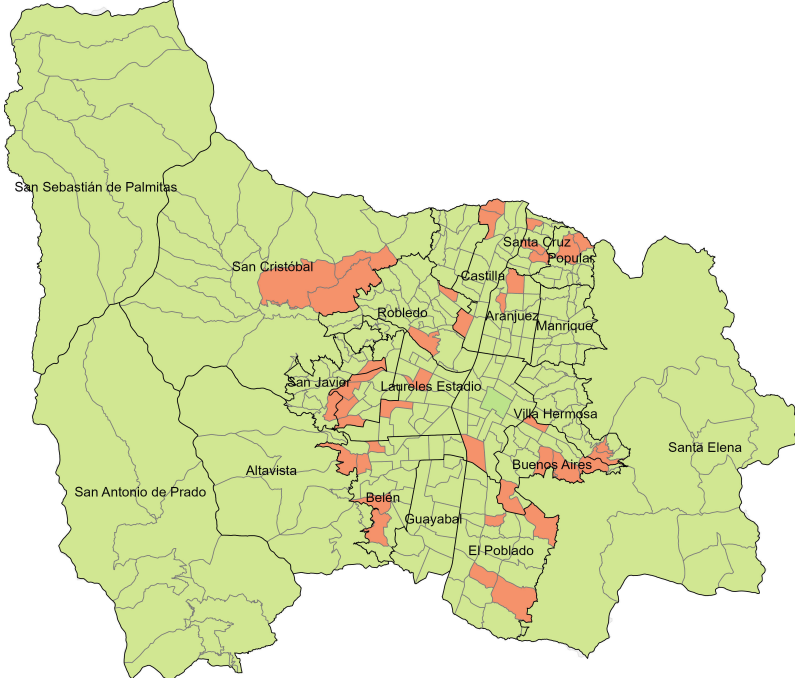 San Sebastián de Palmitas
Santa Cruz
Popular
San Cristóbal
Castilla
Robledo
Aranjuez
Manrique
San Javier
Laureles Estadio
Villa Hermosa
Santa Elena
Buenos Aires
Altavista
San Antonio de Prado
Belén
Guayabal
El Poblado